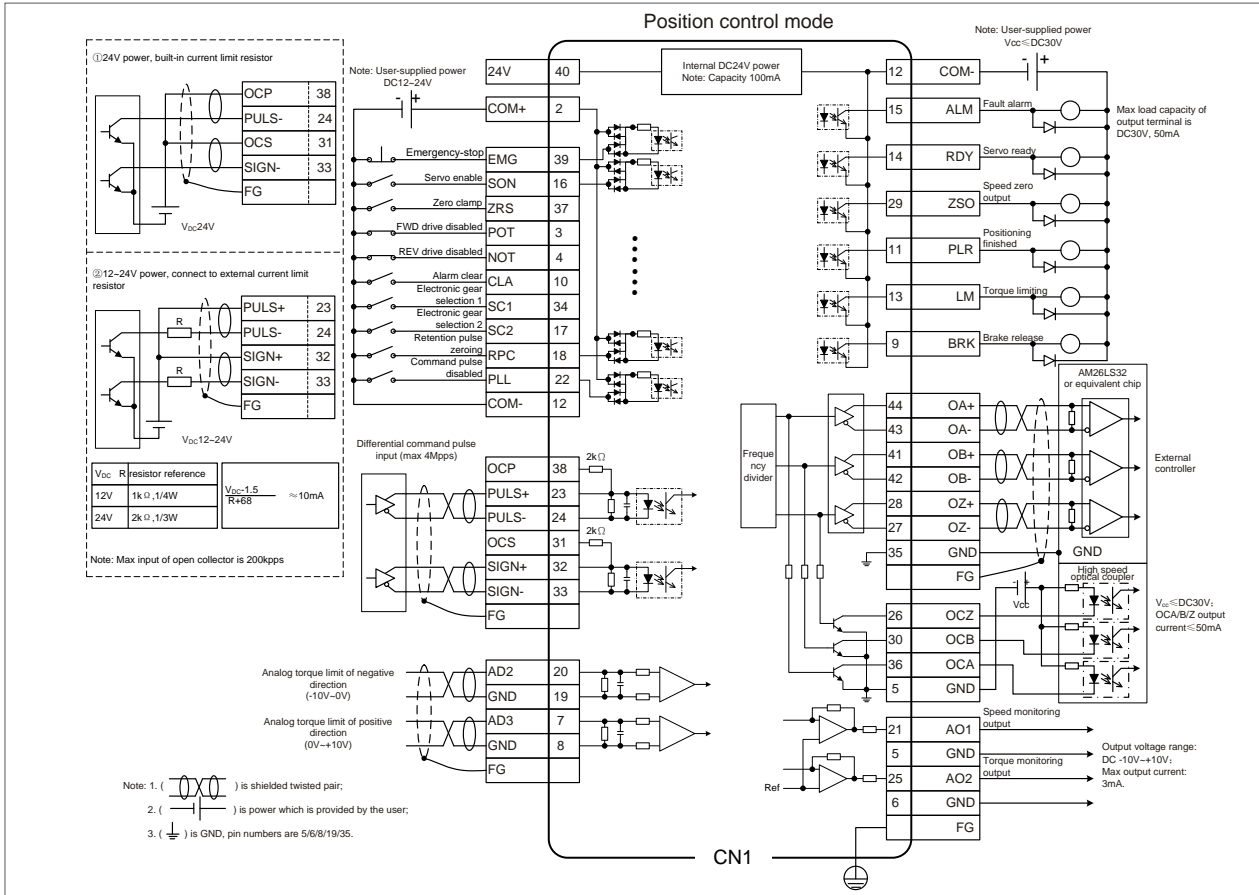 Position control mode
①24V power, built-in current limit resistor
OCP 38
PULS- 24
OCS 31
SIGN- 33
FG
VDC24V
②12~24V power, connect to external current limit
resistor
PULS+ 23
R
PULS- 24
SIGN+ 32
R
SIGN- 33
FG
VDC12~24V
VDC R resistor reference
12V 1kΩ,1/4W
24V 2kΩ,1/3W
VDC-1.5
R+68
≈10mA
Note: Max input of open collector is 200kpps
Note: User-supplied power
DC12~24V
- +
24V 40
COM+ 2
Emergency-stop EMG 39
Servo enable SON 16
Zero clamp ZRS 37
FWD drive disabled POT 3
REV drive disabled NOT 4
Alarm clear CLA 10
Electronic gear
selection 1 SC1 34
Electronic gear
selection 2 SC2 17
Retention pulse
zeroing RPC 18
Command pulse
disabled PLL 22
COM- 12
Differential command pulse
input (max 4Mpps)
OCP 38 2kΩ
PULS+ 23
PULS- 24
OCS 31 2kΩ
SIGN+ 32
SIGN- 33
FG
Analog torque limit of negative
direction
(-10V~0V)
AD2 20
GND 19
Analog torque limit of positive
direction
(0V~+10V)
AD3 7
GND 8
FG
Note: 1. ( ) is shielded twisted pair;
2. ( ) is power which is provided by the user;
3. ( ) is GND, pin numbers are 5/6/8/19/35.
Internal DC24V power
Note: Capacity 100mA
Note: User-supplied power
Vcc≤DC30V
- +
12 COM-
15 ALM Fault alarm
14 RDY Servo ready
29 ZSO Speed zero
output
11 PLR Positioning
finished
13 LM Torque limiting
9 BRK Brake release
Max load capacity of
output terminal is
DC30V, 50mA
AM26LS32
or equivalent chip
Freque
ncy
divider
44 OA+
43 OA-
41 OB+
42 OB-
28 OZ+
27 OZ-
35 GND
FG
GND
External
controller
High speed
optical coupler
- +
Vcc
26 OCZ
30 OCB
36 OCA
5 GND
Vcc≤DC30V;
OCA/B/Z output
current≤50mA
21 AO1 Speed monitoring
output
5 GND
25 AO2 Torque monitoring
output
6 GND
FG
Ref
Output voltage range:
DC -10V~+10V;
Max output current:
3mA.
CN1